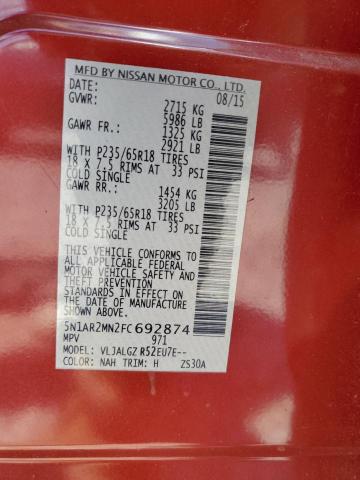 MFD BY NISSAN MOTOR CO., LTD.
DATE: 08/15
GVWR: 2715 KG
5986 LB
GAWR FR: 1325 KG
2921 LB
WITH P235/65R18 TIRES
18 X 7.5 RIMS AT 33 PSI
COLD SINGLE
GAWR RR: 1454 KG
3205 LB
WITH P235/65R18 TIRES
18 X 7.5 RIMS AT 33 PSI
COLD SINGLE
THIS VEHICLE CONFORMS TO
ALL APPLICABLE FEDERAL
MOTOR VEHICLE SAFETY AND
THEFT PREVENTION
STANDARDS IN EFFECT ON
THE DATE OF MANUFACTURE
SHOWN ABOVE.
5N1AR2MN2FC692874
MPV 971
MODEL: VLJALGZ R52EU7E--
COLOR: NAH TRIM: H ZS30A